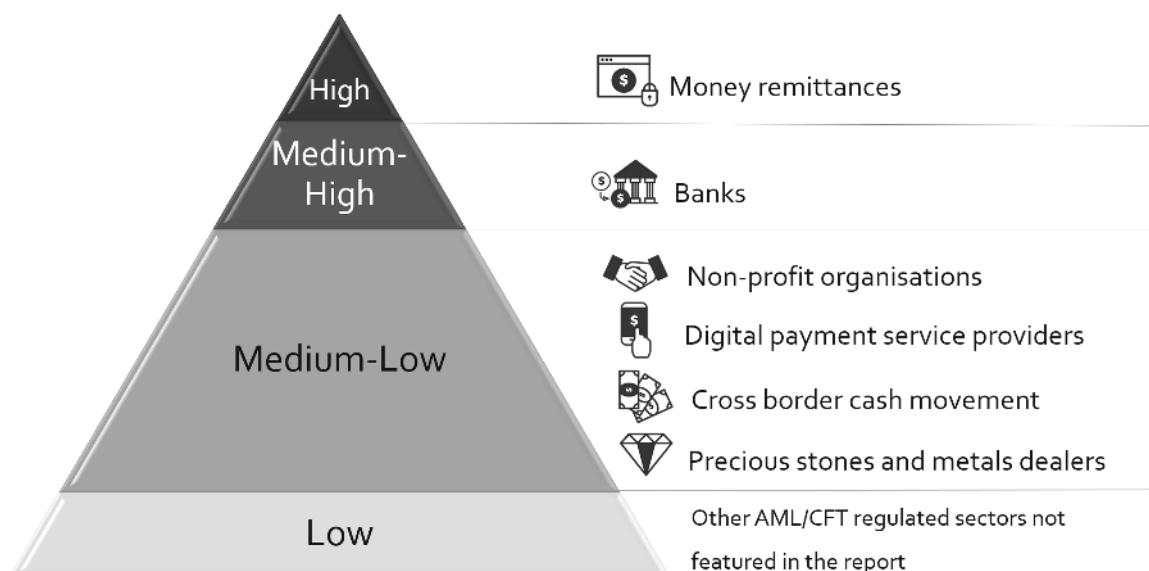 High
Money remittances
Medium-
High
Banks
Medium-Low
Non-profit organisations
Digital payment service providers
Cross border cash movement
Precious stones and metals dealers
Low
Other AML/CFT regulated sectors not
featured in the report